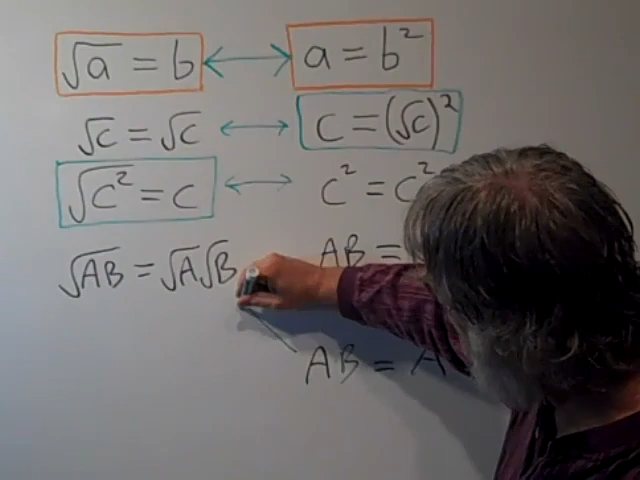 √a = b ↔ a = b²
√c = √c ↔ c = (√c)²
√c² = c ↔ c² = c²
√AB = √A√B AB =
AB = A